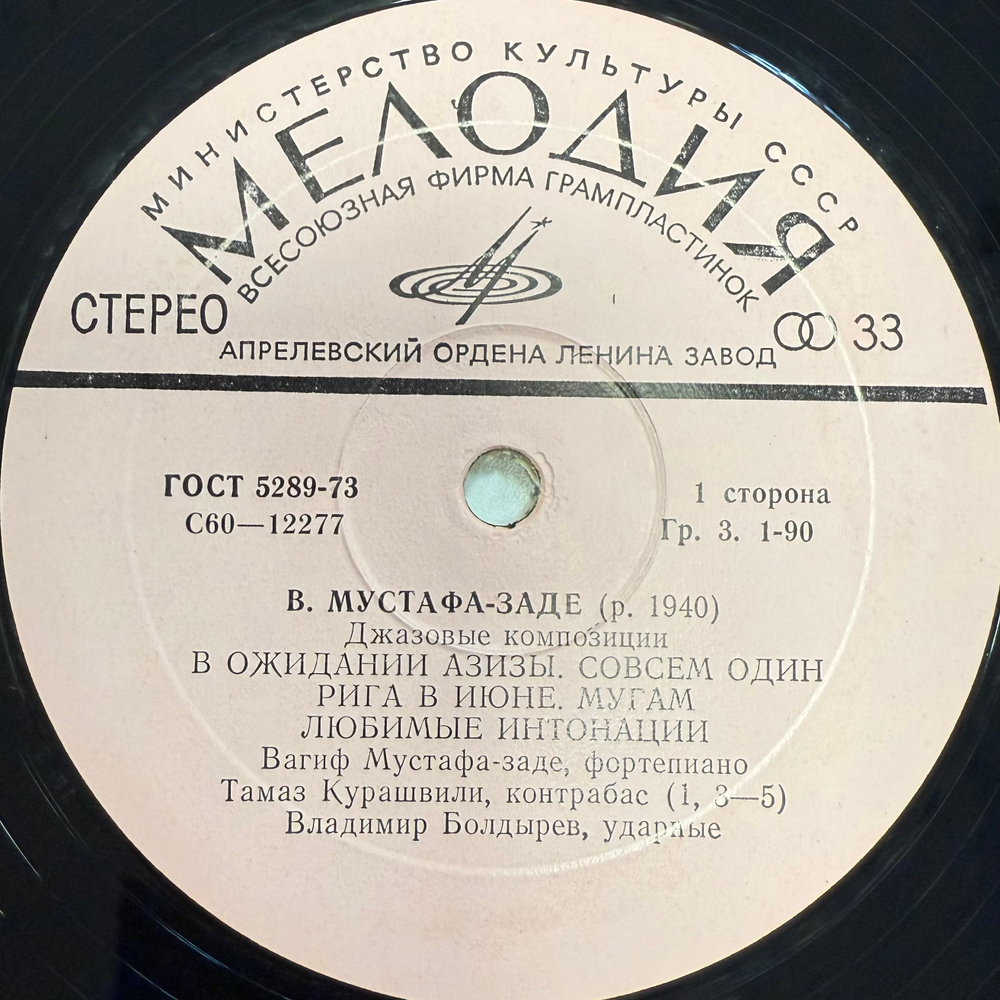 МИНИСТЕРСТВО КУЛЬТУРЫ СССР
МЕЛОДИЯ
ВСЕСОЮЗНАЯ ФИРМА ГРАМПЛАСТИНОК
СТЕРЕО
33
АПРЕЛЕВСКИЙ ОРДЕНА ЛЕНИНА ЗАВОД
ГОСТ 5289-73
С60—12277
1 сторона
Гр. 3. 1-90
В. МУСТАФА-ЗАДЕ (р. 1940)
Джазовые композиции
В ОЖИДАНИИ АЗИЗЫ. СОВСЕМ ОДИН
РИГА В ИЮНЕ. МУГАМ
ЛЮБИМЫЕ ИНТОНАЦИИ
Вагиф Мустафа-заде, фортепиано
Тамаз Курашвили, контрабас (1, 3—5)
Владимир Болдырев, ударные